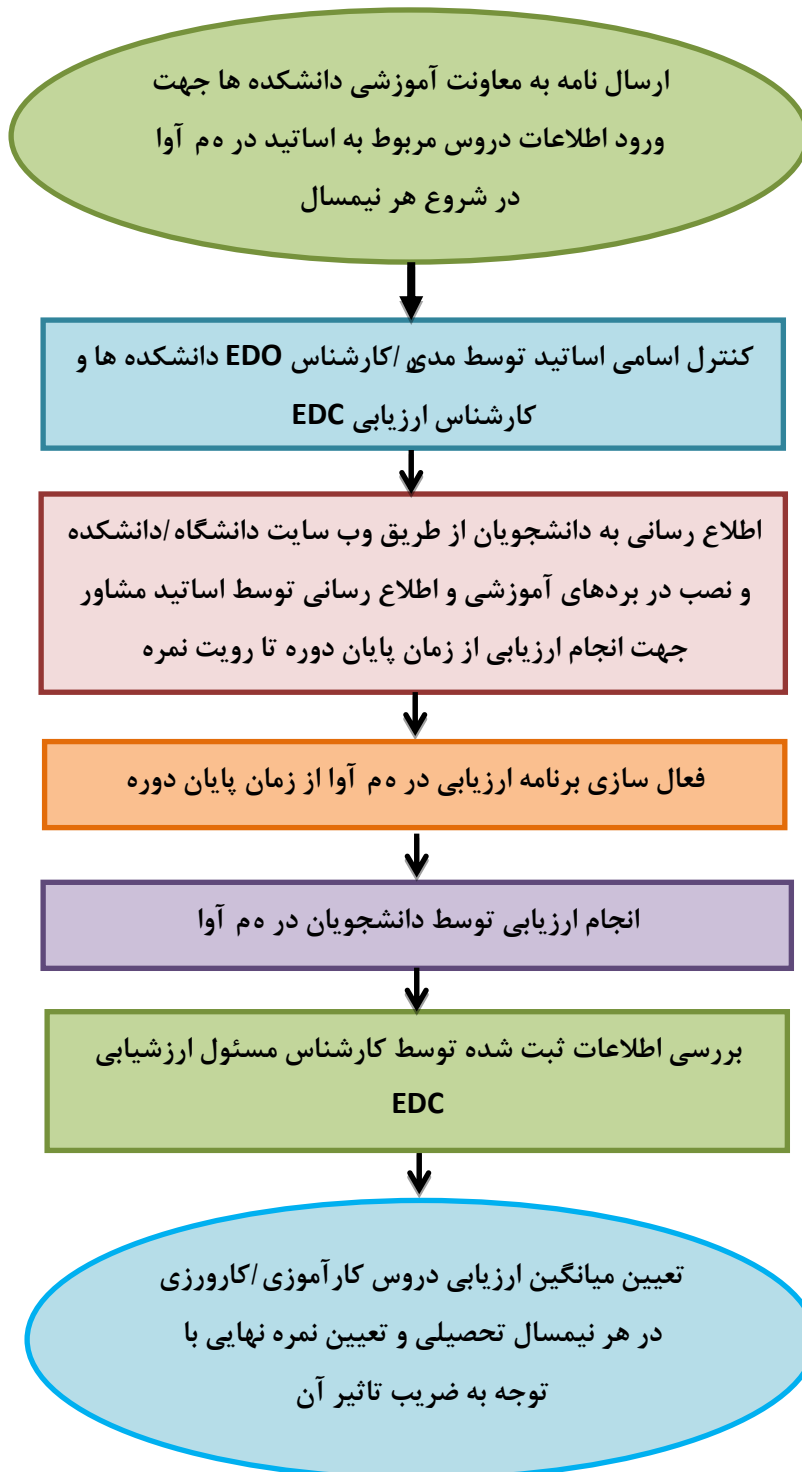 ارسال نامه به معاونت آموزشی دانشکده ها جهت
ورود اطلاعات دروس مربوط به اساتید در هم آوا
در شروع هر نیمسال
کنترل اسامی اساتید توسط مدیر/کارشناس EDO دانشکده ها و
کارشناس ارزیابی EDC
اطلاع رسانی به دانشجویان از طریق وب سایت دانشگاه/دانشکده
و نصب در بردهای آموزشی و اطلاع رسانی توسط اساتید مشاور
جهت انجام ارزیابی از زمان پایان دوره تا رویت نمره
فعال سازی برنامه ارزیابی در هم آوا از زمان پایان دوره
انجام ارزیابی توسط دانشجویان در هم آوا
بررسی اطلاعات ثبت شده توسط کارشناس مسئول ارزشیابی
EDC
تعیین میانگین ارزیابی دروس کارآموزی/کارورزی
در هر نیمسال تحصیلی و تعیین نمره نهایی با
توجه به ضریب تاثیر آن